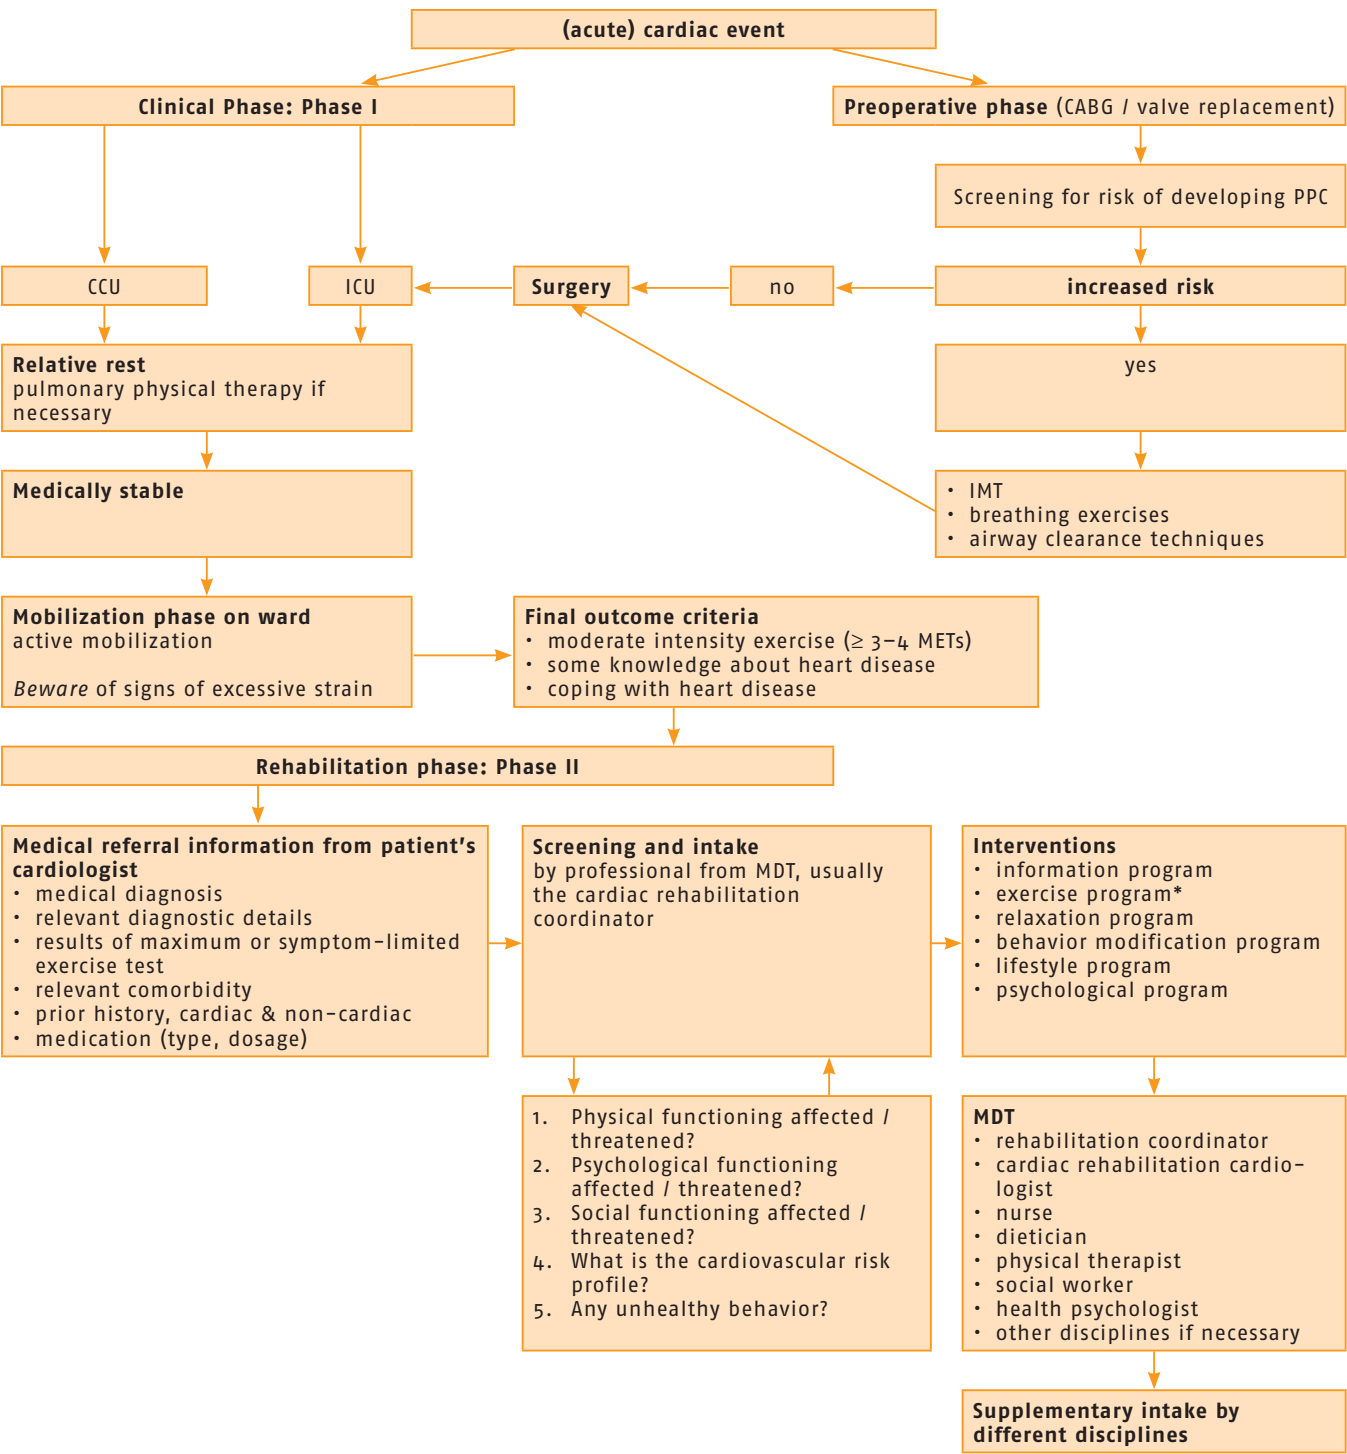 (acute) cardiac event
Clinical Phase: Phase I
Preoperative phase (CABG / valve replacement)
Screening for risk of developing PPC
CCU
ICU
Surgery
no
increased risk
Relative rest
pulmonary physical therapy if
necessary
yes
Medically stable
• IMT
• breathing exercises
• airway clearance techniques
Mobilization phase on ward
active mobilization
Beware of signs of excessive strain
Final outcome criteria
• moderate intensity exercise (≥ 3–4 METs)
• some knowledge about heart disease
• coping with heart disease
Rehabilitation phase: Phase II
Medical referral information from patient's
cardiologist
• medical diagnosis
• relevant diagnostic details
• results of maximum or symptom-limited
exercise test
• relevant comorbidity
• prior history, cardiac & non-cardiac
• medication (type, dosage)
Screening and intake
by professional from MDT, usually
the cardiac rehabilitation
coordinator
Interventions
• information program
• exercise program*
• relaxation program
• behavior modification program
• lifestyle program
• psychological program
1. Physical functioning affected /
threatened?
2. Psychological functioning
affected / threatened?
3. Social functioning affected /
threatened?
4. What is the cardiovascular risk
profile?
5. Any unhealthy behavior?
MDT
• rehabilitation coordinator
• cardiac rehabilitation cardio-
logist
• nurse
• dietician
• physical therapist
• social worker
• health psychologist
• other disciplines if necessary
Supplementary intake by
different disciplines